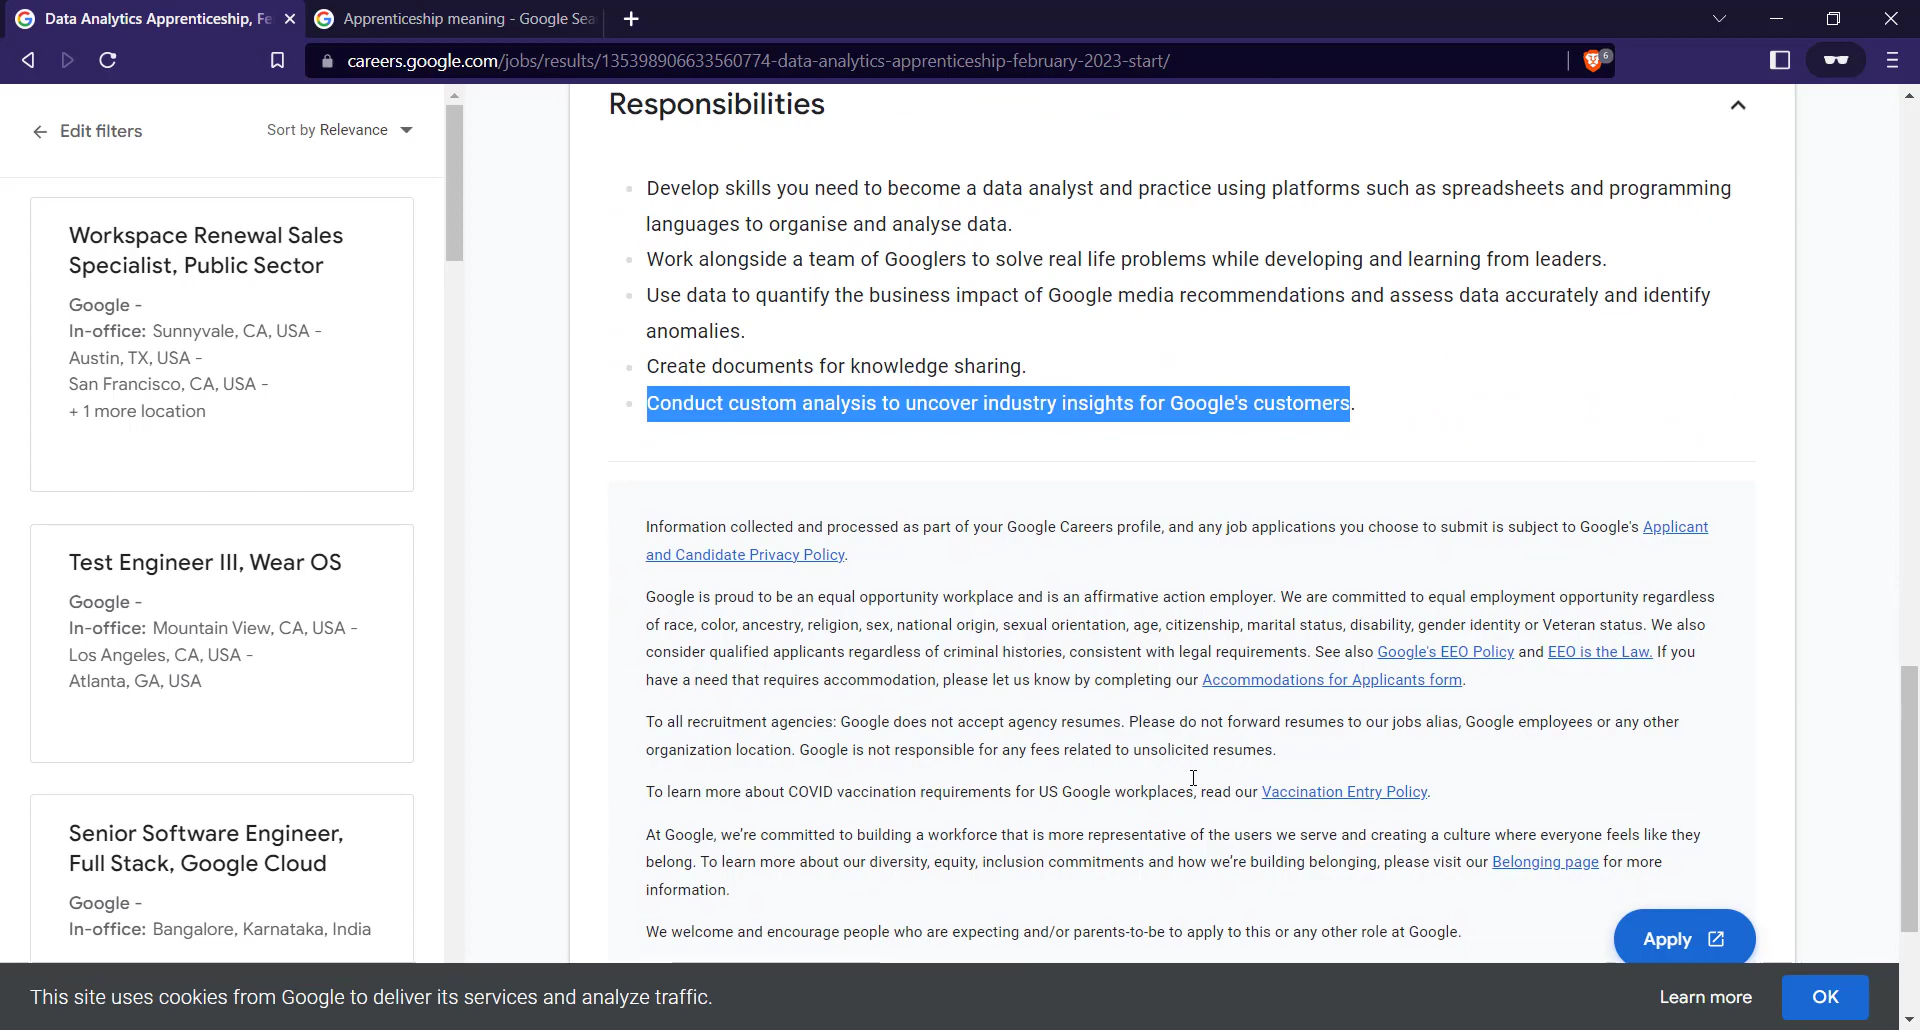 Data Analytics Apprenticeship, Fe
Apprenticeship meaning - Google Sea
careers.google.com/jobs/results/135398906633560774-data-analytics-apprenticeship-february-2023-start/
6
Edit filters
Sort by Relevance
Workspace Renewal Sales
Specialist, Public Sector
Google -
In-office: Sunnyvale, CA, USA -
Austin, TX, USA -
San Francisco, CA, USA -
+ 1 more location
Test Engineer III, Wear OS
Google -
In-office: Mountain View, CA, USA -
Los Angeles, CA, USA -
Atlanta, GA, USA
Senior Software Engineer,
Full Stack, Google Cloud
Google -
In-office: Bangalore, Karnataka, India
Responsibilities
Develop skills you need to become a data analyst and practice using platforms such as spreadsheets and programming
languages to organise and analyse data.
Work alongside a team of Googlers to solve real life problems while developing and learning from leaders.
Use data to quantify the business impact of Google media recommendations and assess data accurately and identify
anomalies.
Create documents for knowledge sharing.
Conduct custom analysis to uncover industry insights for Google's customers.
Information collected and processed as part of your Google Careers profile, and any job applications you choose to submit is subject to Google's Applicant
and Candidate Privacy Policy.
Google is proud to be an equal opportunity workplace and is an affirmative action employer. We are committed to equal employment opportunity regardless
of race, color, ancestry, religion, sex, national origin, sexual orientation, age, citizenship, marital status, disability, gender identity or Veteran status. We also
consider qualified applicants regardless of criminal histories, consistent with legal requirements. See also Google's EEO Policy and EEO is the Law. If you
have a need that requires accommodation, please let us know by completing our Accommodations for Applicants form.
To all recruitment agencies: Google does not accept agency resumes. Please do not forward resumes to our jobs alias, Google employees or any other
organization location. Google is not responsible for any fees related to unsolicited resumes.
To learn more about COVID vaccination requirements for US Google workplaces, read our Vaccination Entry Policy.
At Google, we’re committed to building a workforce that is more representative of the users we serve and creating a culture where everyone feels like they
belong. To learn more about our diversity, equity, inclusion commitments and how we’re building belonging, please visit our Belonging page for more
information.
We welcome and encourage people who are expecting and/or parents-to-be to apply to this or any other role at Google.
Apply
This site uses cookies from Google to deliver its services and analyze traffic.
Learn more
OK